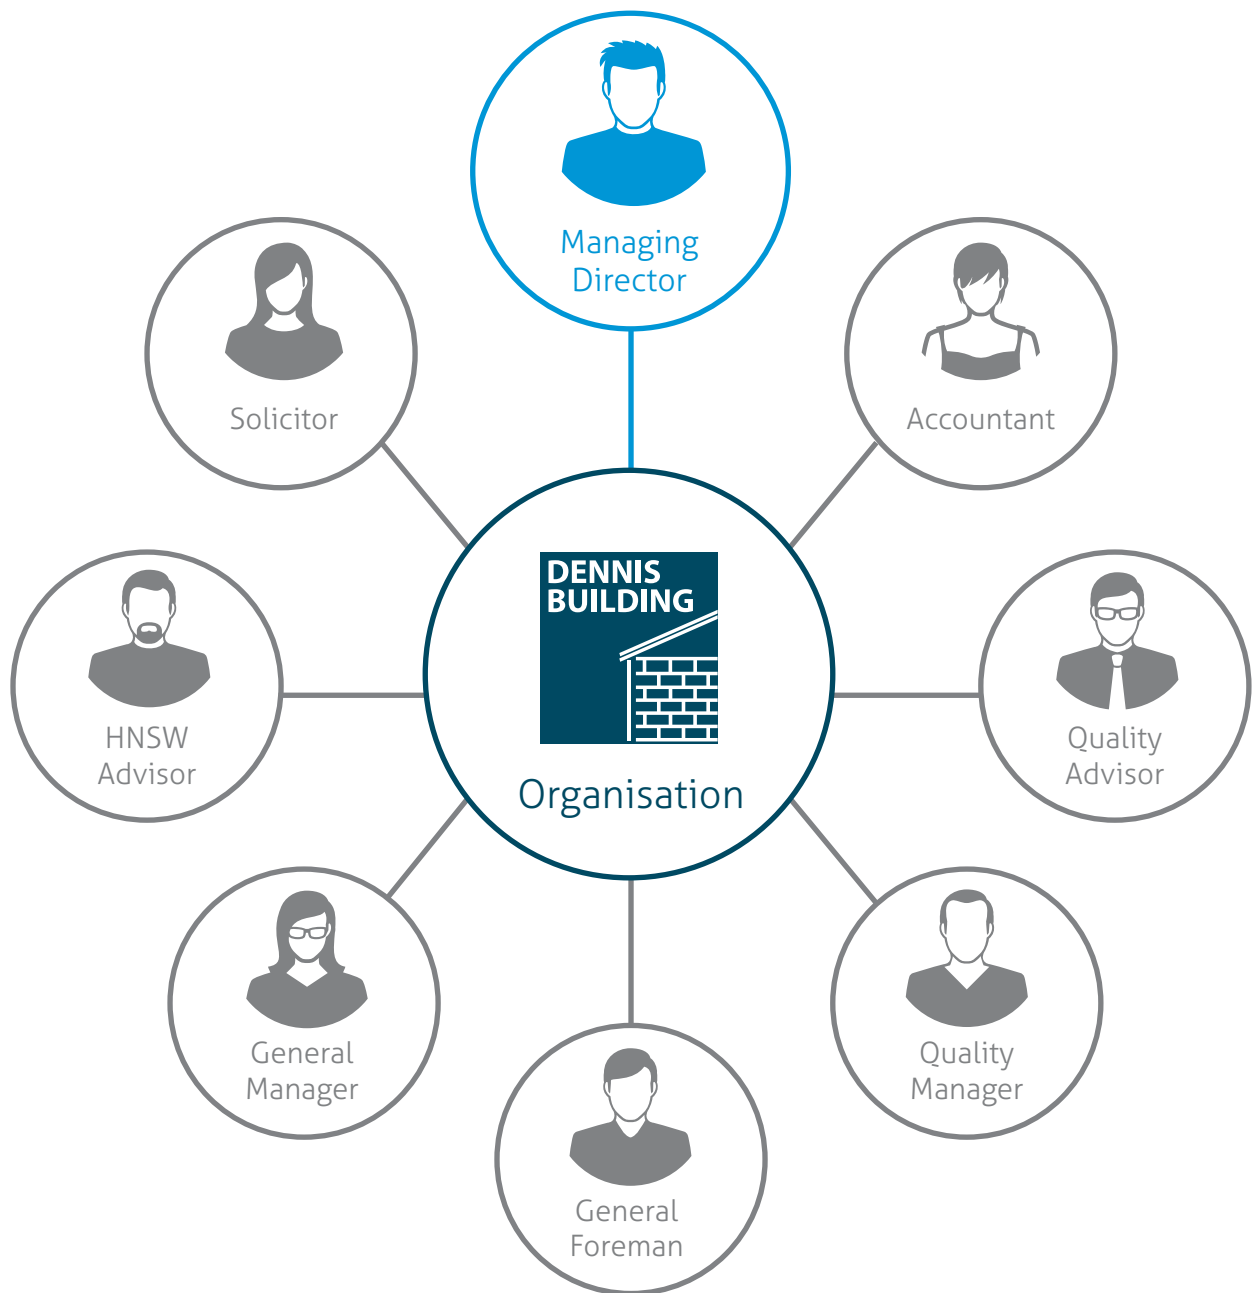 Managing
Director
Solicitor
Accountant
DENNIS
BUILDING
Organisation
HNSW
Advisor
Quality
Advisor
General
Manager
Quality
Manager
General
Foreman